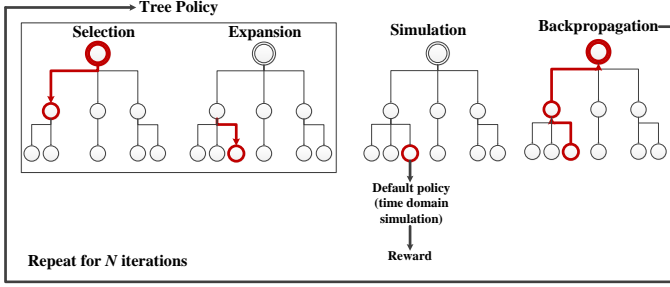 Tree Policy
Selection
Expansion
Simulation
Backpropagation
Default policy
(time domain
simulation)
Reward
Repeat for N iterations